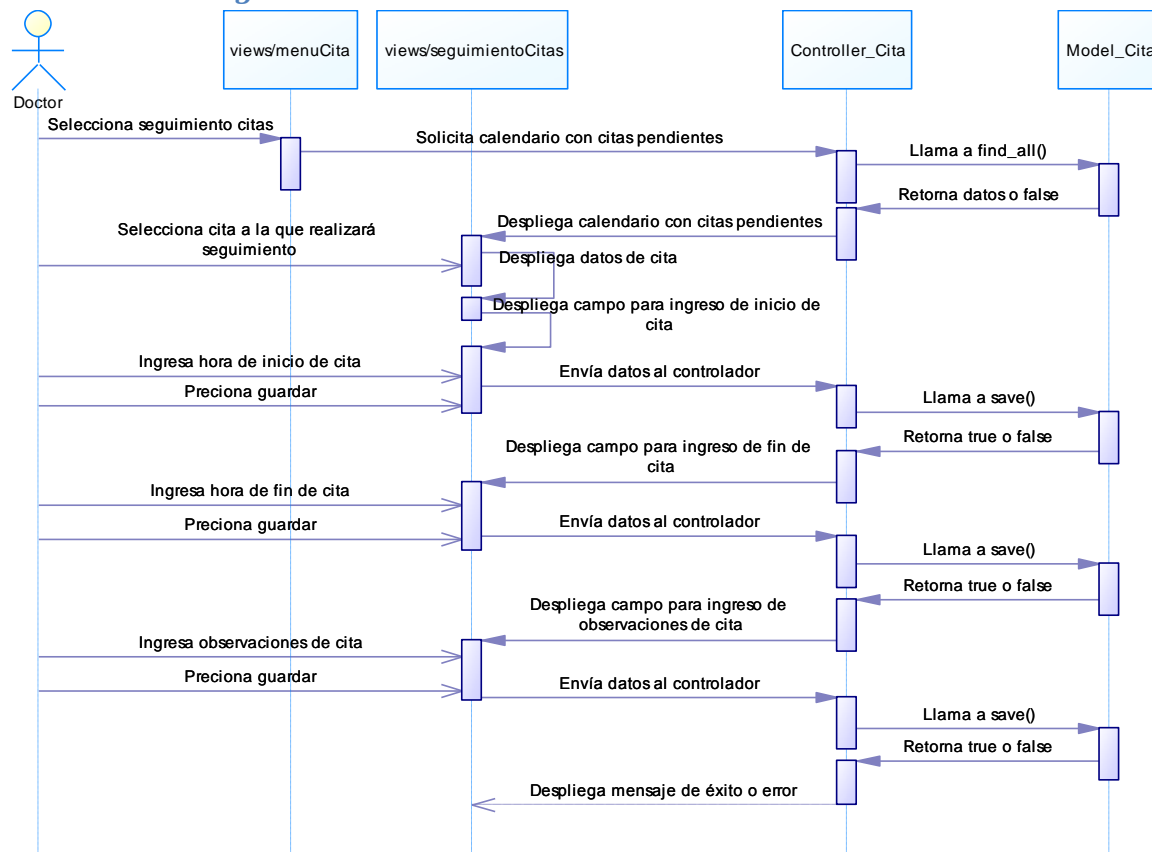 views/menuCita
views/seguimientoCitas
Controller_Cita
Model_Cita
Doctor
Selecciona seguimiento citas
Solicita calendario con citas pendientes
Llama a find_all()
Retorna datos o false
Despliega calendario con citas pendientes
Selecciona cita a la que realizará
seguimiento
Despliega datos de cita
Despliega campo para ingreso de inicio de
cita
Ingresa hora de inicio de cita
Envía datos al controlador
Preciona guardar
Llama a save()
Retorna true o false
Despliega campo para ingreso de fin de
cita
Ingresa hora de fin de cita
Preciona guardar
Envía datos al controlador
Llama a save()
Retorna true o false
Despliega campo para ingreso de
observaciones de cita
Ingresa observaciones de cita
Preciona guardar
Envía datos al controlador
Llama a save()
Retorna true o false
Despliega mensaje de éxito o error